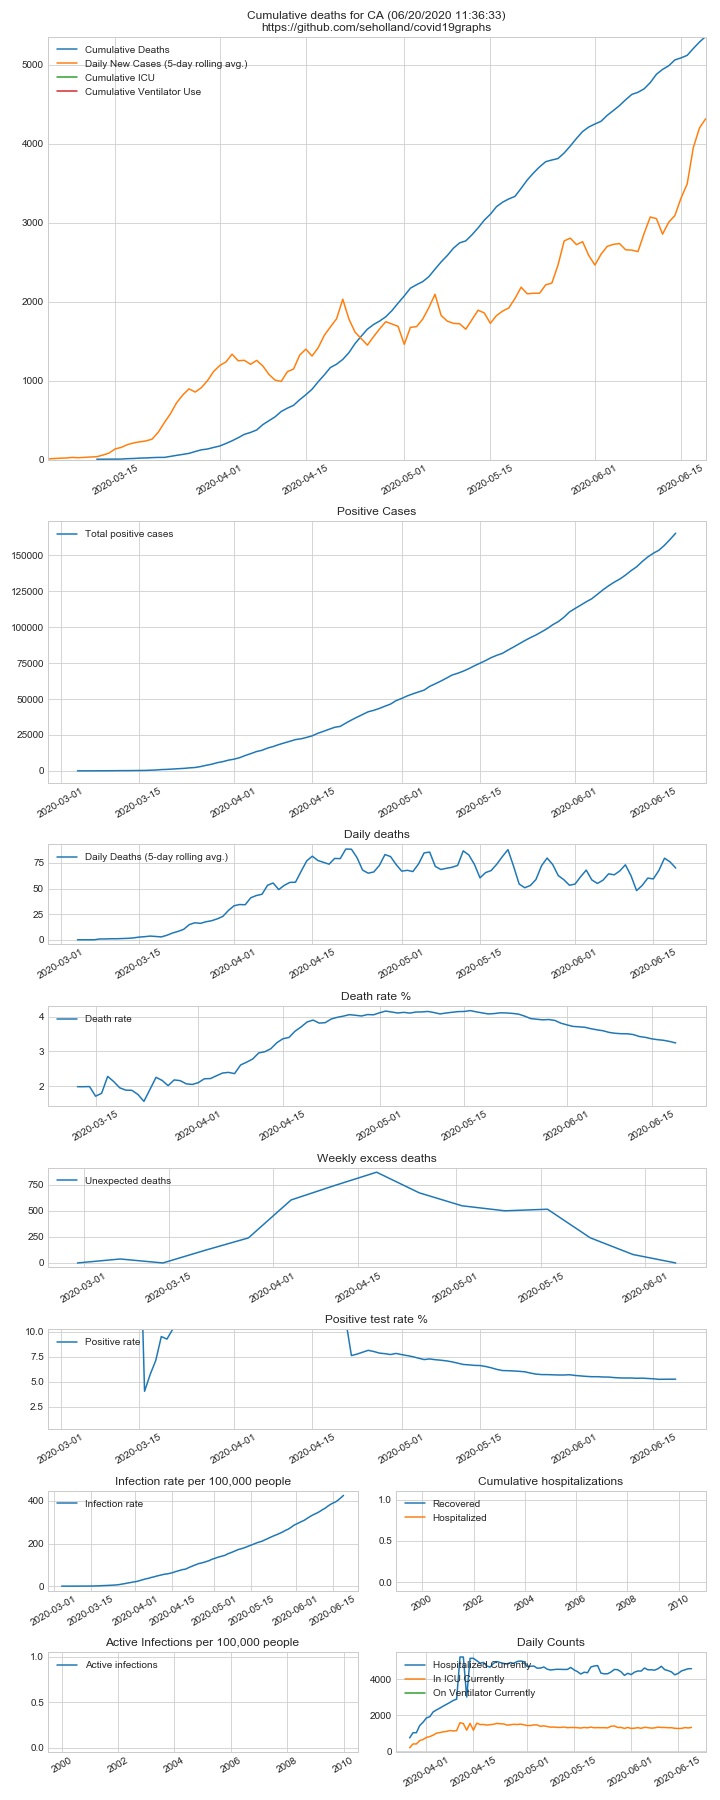 Cumulative deaths for CA (06/20/2020 11:36:33)
https://github.com/seholland/covid19graphs
Cumulative Deaths
Daily New Cases (5-day rolling avg.)
Cumulative ICU
Cumulative Ventilator Use
5000
4000
3000
2000
1000
0
2020-03-15 2020-04-01 2020-04-15 2020-05-01 2020-05-15 2020-06-01 2020-06-15
Positive Cases
Total positive cases
150000
125000
100000
75000
50000
25000
0
2020-03-01 2020-03-15 2020-04-01 2020-04-15 2020-05-01 2020-05-15 2020-06-01 2020-06-15
Daily deaths
Daily Deaths (5-day rolling avg.)
75
50
25
0
2020-03-01 2020-03-15 2020-04-01 2020-04-15 2020-05-01 2020-05-15 2020-06-01 2020-06-15
Death rate %
Death rate
4
3
2
2020-03-15 2020-04-01 2020-04-15 2020-05-01 2020-05-15 2020-06-01 2020-06-15
Weekly excess deaths
Unexpected deaths
750
500
250
0
2020-03-01 2020-03-15 2020-04-01 2020-04-15 2020-05-01 2020-05-15 2020-06-01
Positive test rate %
Positive rate
10.0
7.5
5.0
2.5
2020-03-01 2020-03-15 2020-04-01 2020-04-15 2020-05-01 2020-05-15 2020-06-01 2020-06-15
Infection rate per 100,000 people
Infection rate
400
200
0
2020-03-01 2020-03-15 2020-04-01 2020-04-15 2020-05-01 2020-05-15 2020-06-01 2020-06-15
Cumulative hospitalizations
Recovered
Hospitalized
1.0
0.5
0.0
2000 2002 2004 2006 2008 2010
Active Infections per 100,000 people
Active infections
1.0
0.5
0.0
2000 2002 2004 2006 2008 2010
Daily Counts
Hospitalized Currently
In ICU Currently
On Ventilator Currently
4000
2000
0
2020-04-01 2020-04-15 2020-05-01 2020-05-15 2020-06-01 2020-06-15